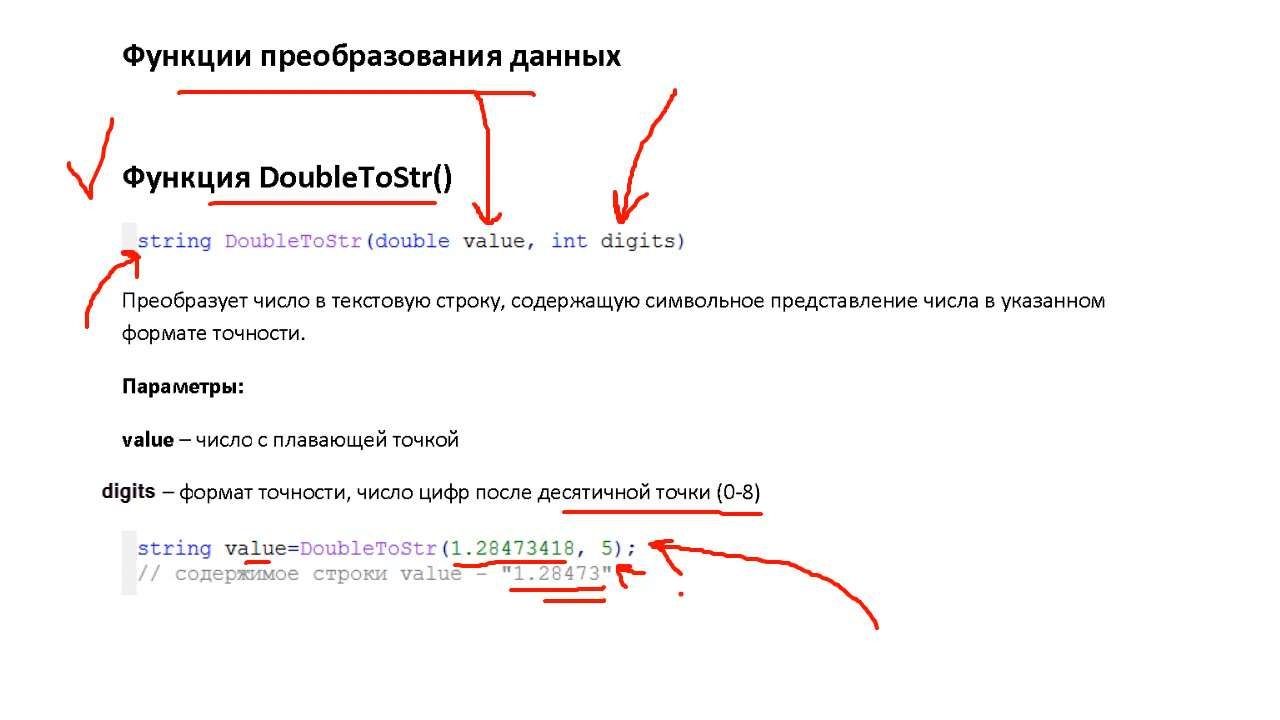 Функции преобразования данных
Функция DoubleToStr()
string DoubleToStr(double value, int digits)
Преобразует число в текстовую строку, содержащую символьное представление числа в указанном
формате точности.
Параметры:
value – число с плавающей точкой
digits – формат точности, число цифр после десятичной точки (0-8)
string value=DoubleToStr(1.28473418, 5);
// содержимое строки value - "1.28473"